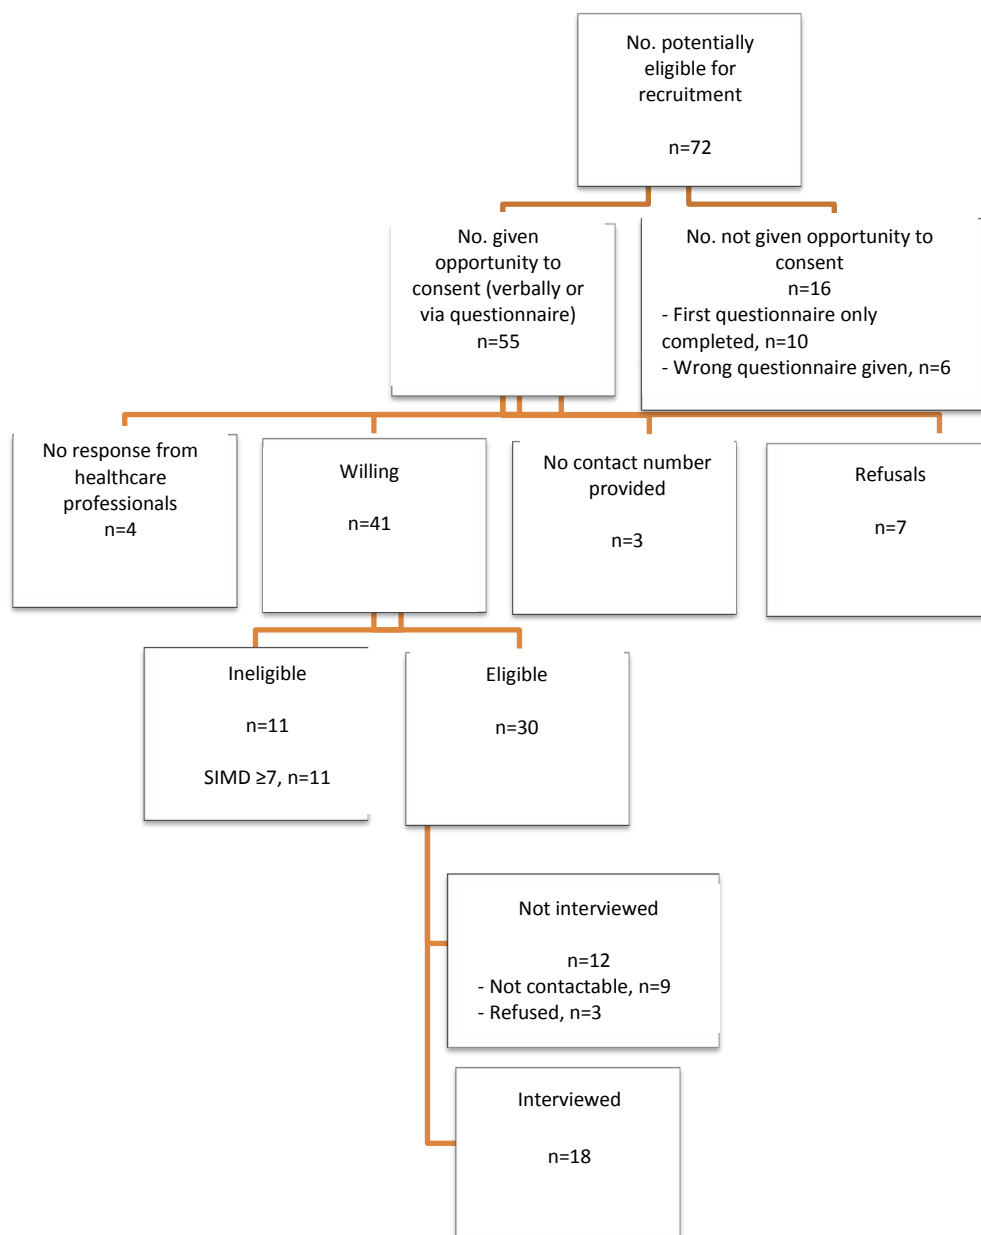 No. potentially
eligible for
recruitment
n=72
No. given
opportunity to
consent (verbally or
via questionnaire)
n=55
No. not given opportunity to
consent
n=16
- First questionnaire only
completed, n=10
- Wrong questionnaire given, n=6
No response from
healthcare
professionals
n=4
Willing
n=41
No contact number
provided
n=3
Refusals
n=7
Ineligible
n=11
SIMD ≥7, n=11
Eligible
n=30
Not interviewed
n=12
- Not contactable, n=9
- Refused, n=3
Interviewed
n=18